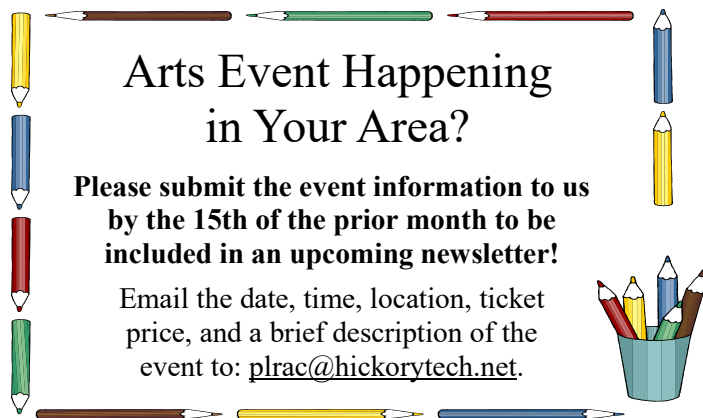 Arts Event Happening
in Your Area?
Please submit the event information to us
by the 15th of the prior month to be
included in an upcoming newsletter!
Email the date, time, location, ticket
price, and a brief description of the
event to: plrac@hickorytech.net.